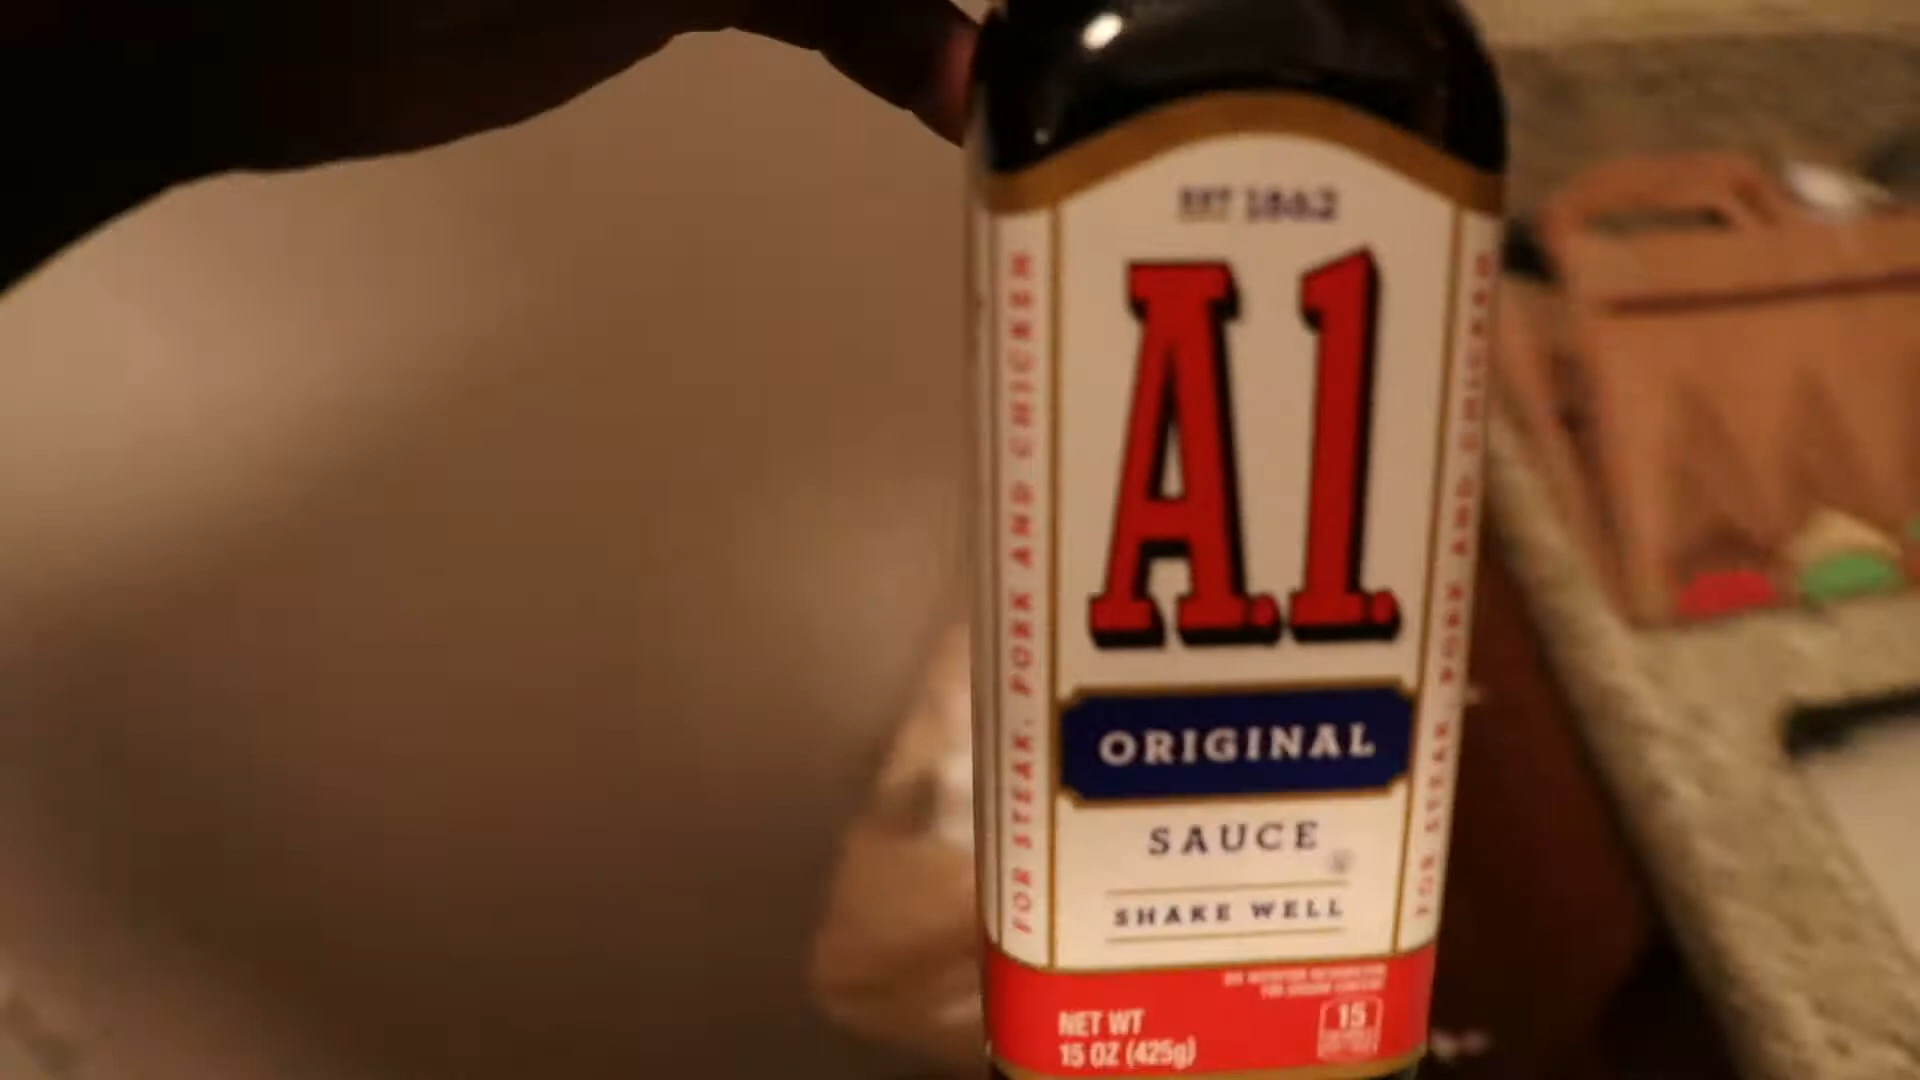 EST 1862
A.1.
ORIGINAL
SAUCE
SHAKE WELL
FOR STEAK, PORK AND CHICKEN
FOR STEAK, PORK AND CHICKEN
NET WT
15 OZ (425g)
15